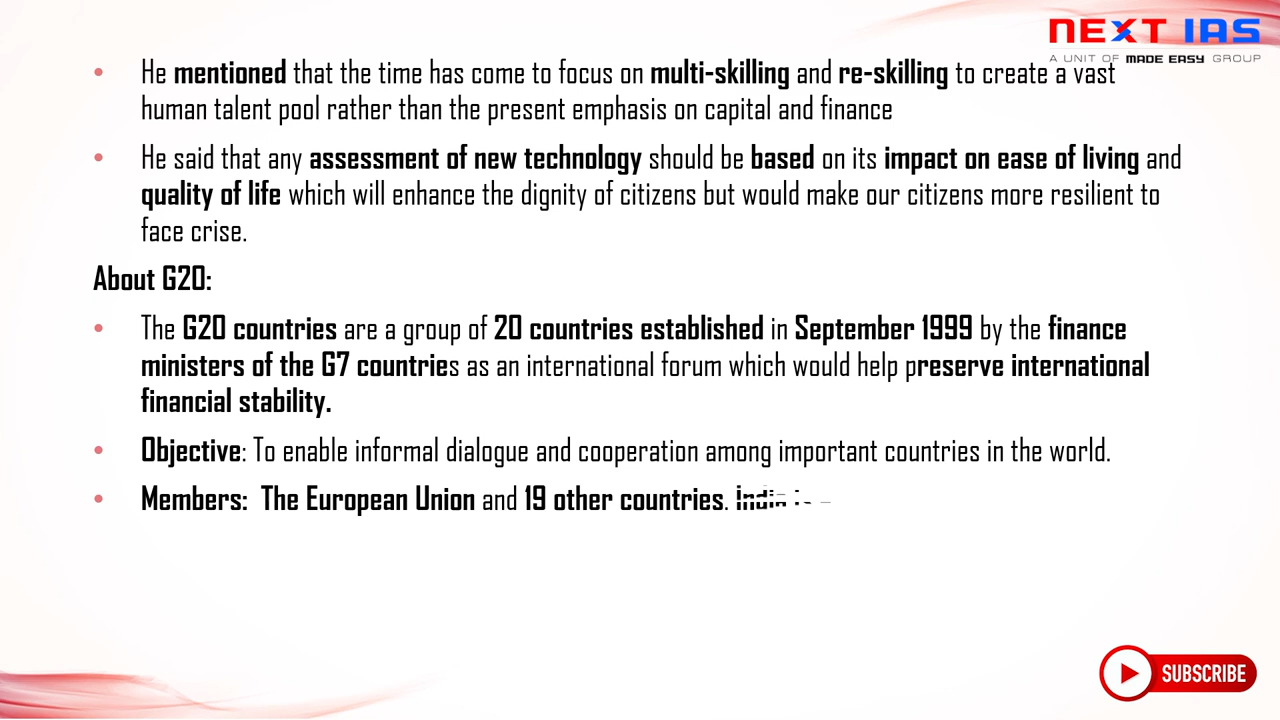 NEXT IAS
A UNIT OF MADE EASY GROUP
• He mentioned that the time has come to focus on multi-skilling and re-skilling to create a vast
human talent pool rather than the present emphasis on capital and finance
• He said that any assessment of new technology should be based on its impact on ease of living and
quality of life which will enhance the dignity of citizens but would make our citizens more resilient to
face crise.
About G20:
• The G20 countries are a group of 20 countries established in September 1999 by the finance
ministers of the G7 countries as an international forum which would help preserve international
financial stability.
• Objective: To enable informal dialogue and cooperation among important countries in the world.
• Members: The European Union and 19 other countries.
SUBSCRIBE